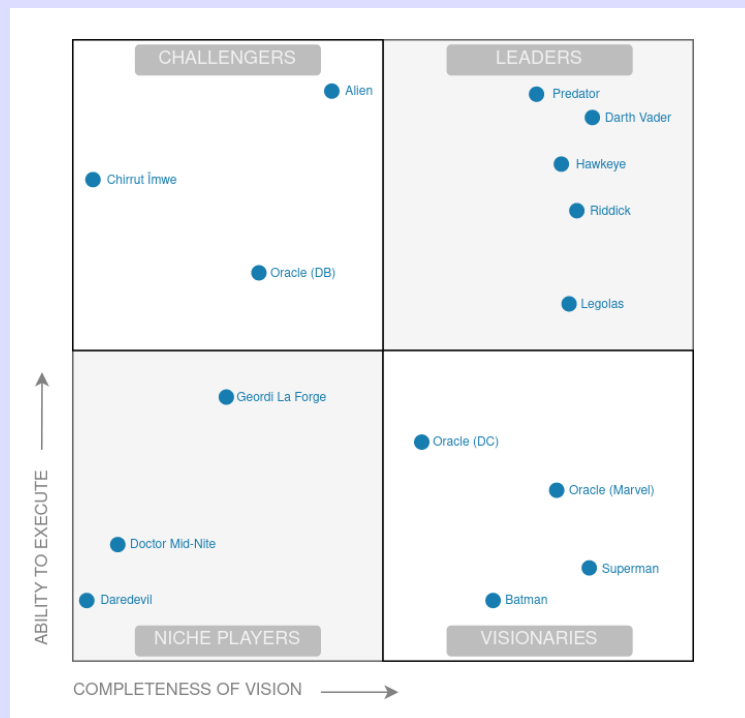 CHALLENGERS
LEADERS
Alien
Predator
Darth Vader
Hawkeye
Chirrut Îmwe
Riddick
Oracle (DB)
Legolas
Geordi La Forge
Oracle (DC)
Oracle (Marvel)
Doctor Mid-Nite
Superman
Daredevil
Batman
NICHE PLAYERS
VISIONARIES
ABILITY TO EXECUTE
COMPLETENESS OF VISION